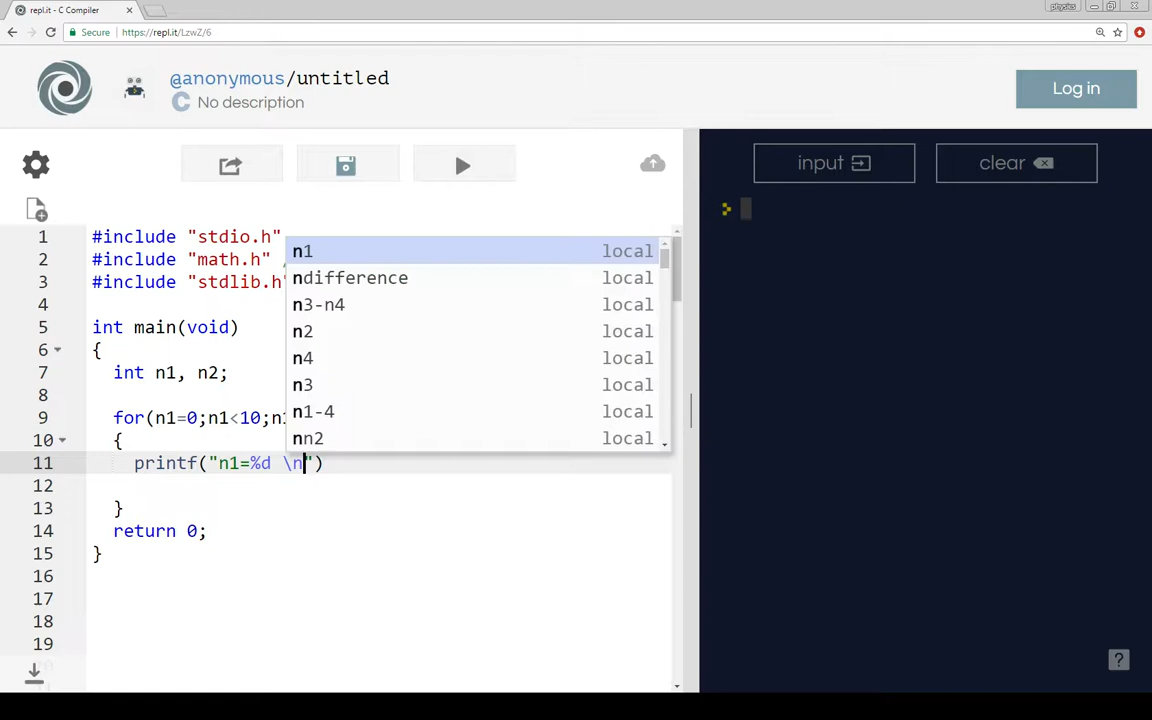 repl.it - C Compiler
physics
Secure https://repl.it/LzwZ/6
@anonymous/untitled
C No description
Log in
input
clear
1 #include "stdio.h"
2 #include "math.h" /
3 #include "stdlib.h"
4
5 int main(void)
6 {
7 int n1, n2;
8
9 for(n1=0;n1<10;n1
10 {
11 printf("n1=%d \n")
12
13 }
14 return 0;
15 }
16
17
18
19
n1 local
ndifference local
n3-n4 local
n2 local
n4 local
n3 local
n1-4 local
nn2 local
>
?